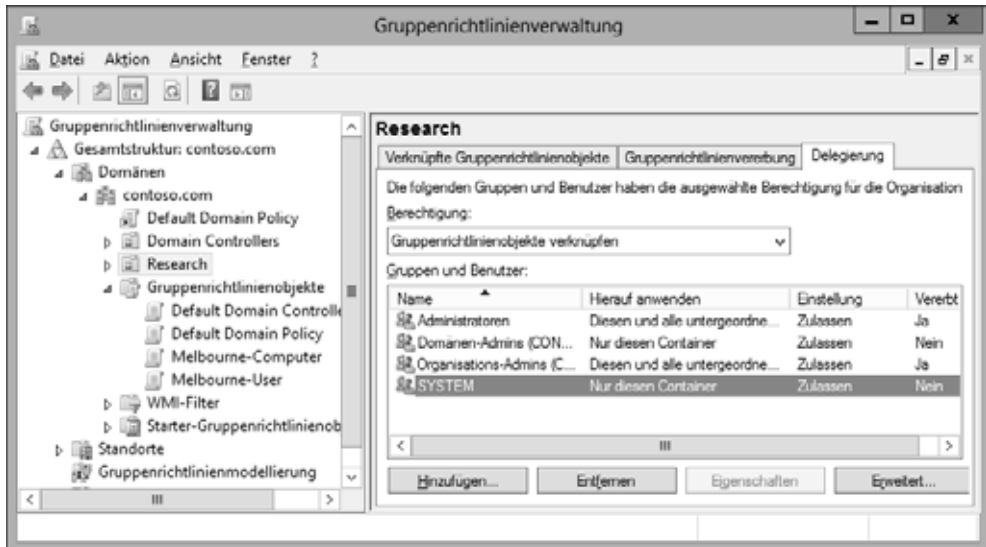 Gruppenrichtlinienverwaltung
Datei Aktion Ansicht Fenster ?
Gruppenrichtlinienverwaltung
Gesamtstruktur: contoso.com
Domänen
contoso.com
Default Domain Policy
Domain Controllers
Research
Gruppenrichtlinienobjekte
Default Domain Controlle
Default Domain Policy
Melbourne-Computer
Melbourne-User
WMI-Filter
Starter-Gruppenrichtlinienob
Standorte
Gruppenrichtlinienmodellierung
Research
Verknüpfte Gruppenrichtlinienobjekte Gruppenrichtlinienvererbung Delegierung
Die folgenden Gruppen und Benutzer haben die ausgewählte Berechtigung für die Organisation
Berechtigung:
Gruppenrichtlinienobjekte verknüpfen
Gruppen und Benutzer:
Name Hierauf anwenden Einstellung Vererbt
Administratoren Diesen und alle untergeordne... Zulassen Ja
Domänen-Admins (CON... Nur diesen Container Zulassen Nein
Organisations-Admins (C... Diesen und alle untergeordne... Zulassen Ja
SYSTEM Nur diesen Container Zulassen Nein
Hinzufügen... Entfernen Eigenschaften Erweitert...